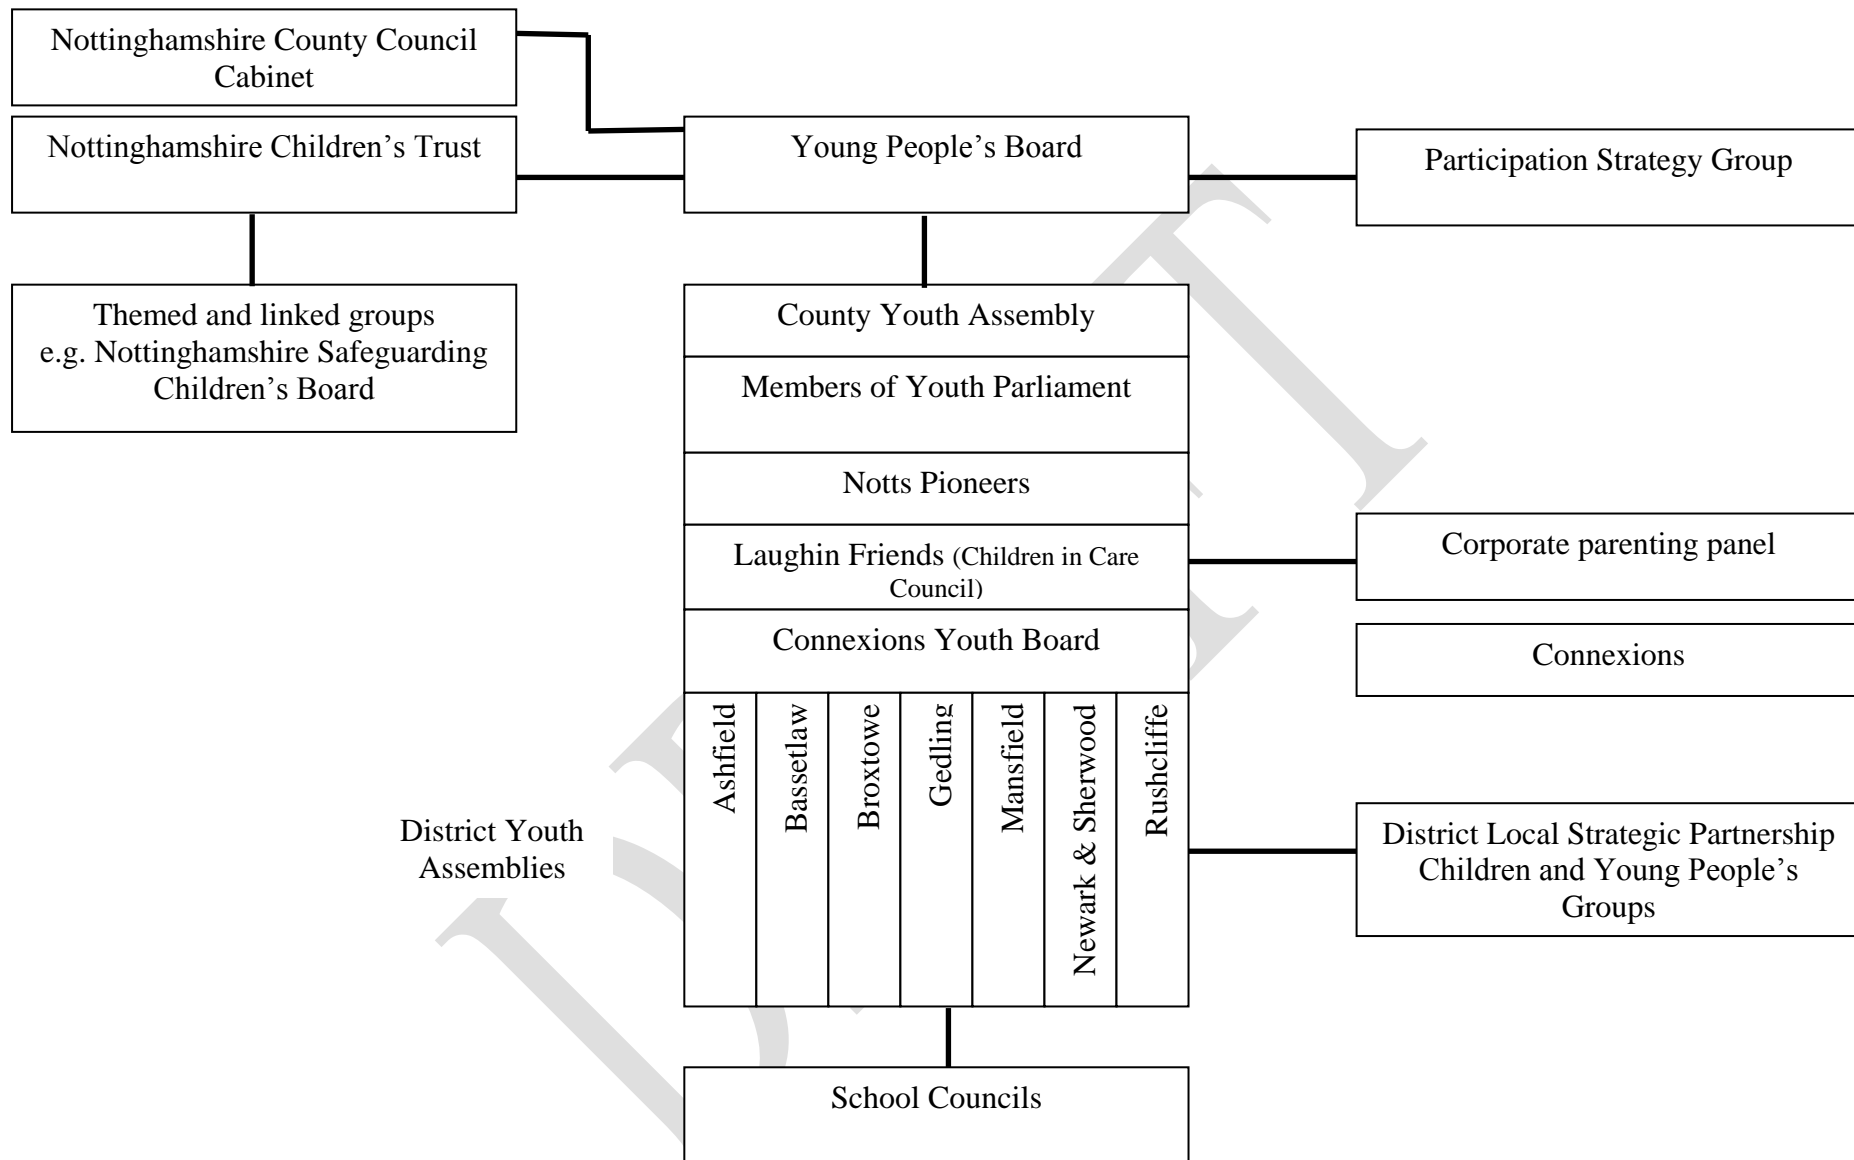 Nottinghamshire County Council
Cabinet
Nottinghamshire Children’s Trust
Young People’s Board
Participation Strategy Group
Themed and linked groups
e.g. Nottinghamshire Safeguarding
Children’s Board
County Youth Assembly
Members of Youth Parliament
Notts Pioneers
Laughin Friends (Children in Care
Council)
Corporate parenting panel
Connexions Youth Board
Connexions
District Youth
Assemblies
Ashfield
Bassetlaw
Broxtowe
Gedling
Mansfield
Newark & Sherwood
Rushcliffe
District Local Strategic Partnership
Children and Young People’s
Groups
School Councils
DRAFT